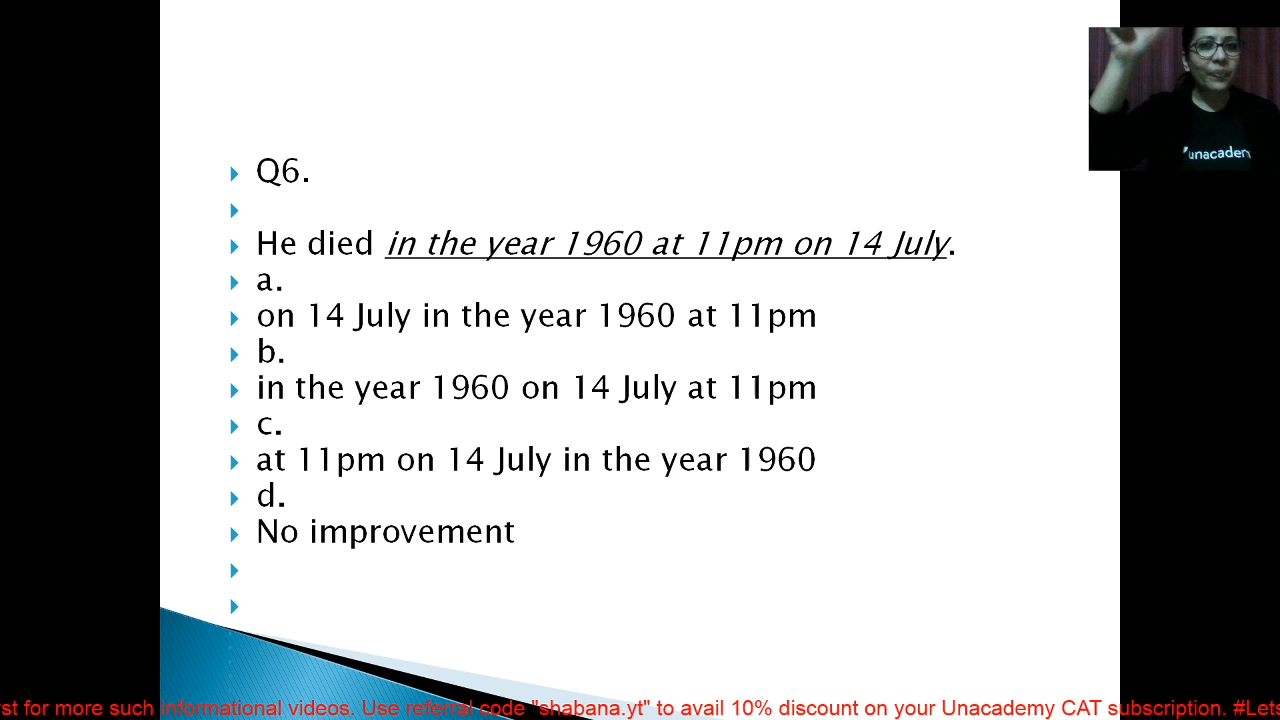 Q6.
He died in the year 1960 at 11pm on 14 July.
a.
on 14 July in the year 1960 at 11pm
b.
in the year 1960 on 14 July at 11pm
c.
at 11pm on 14 July in the year 1960
d.
No improvement
unacademy
st for more such informational videos. Use referral code "shabana.yt" to avail 10% discount on your Unacademy CAT subscription. #Lets